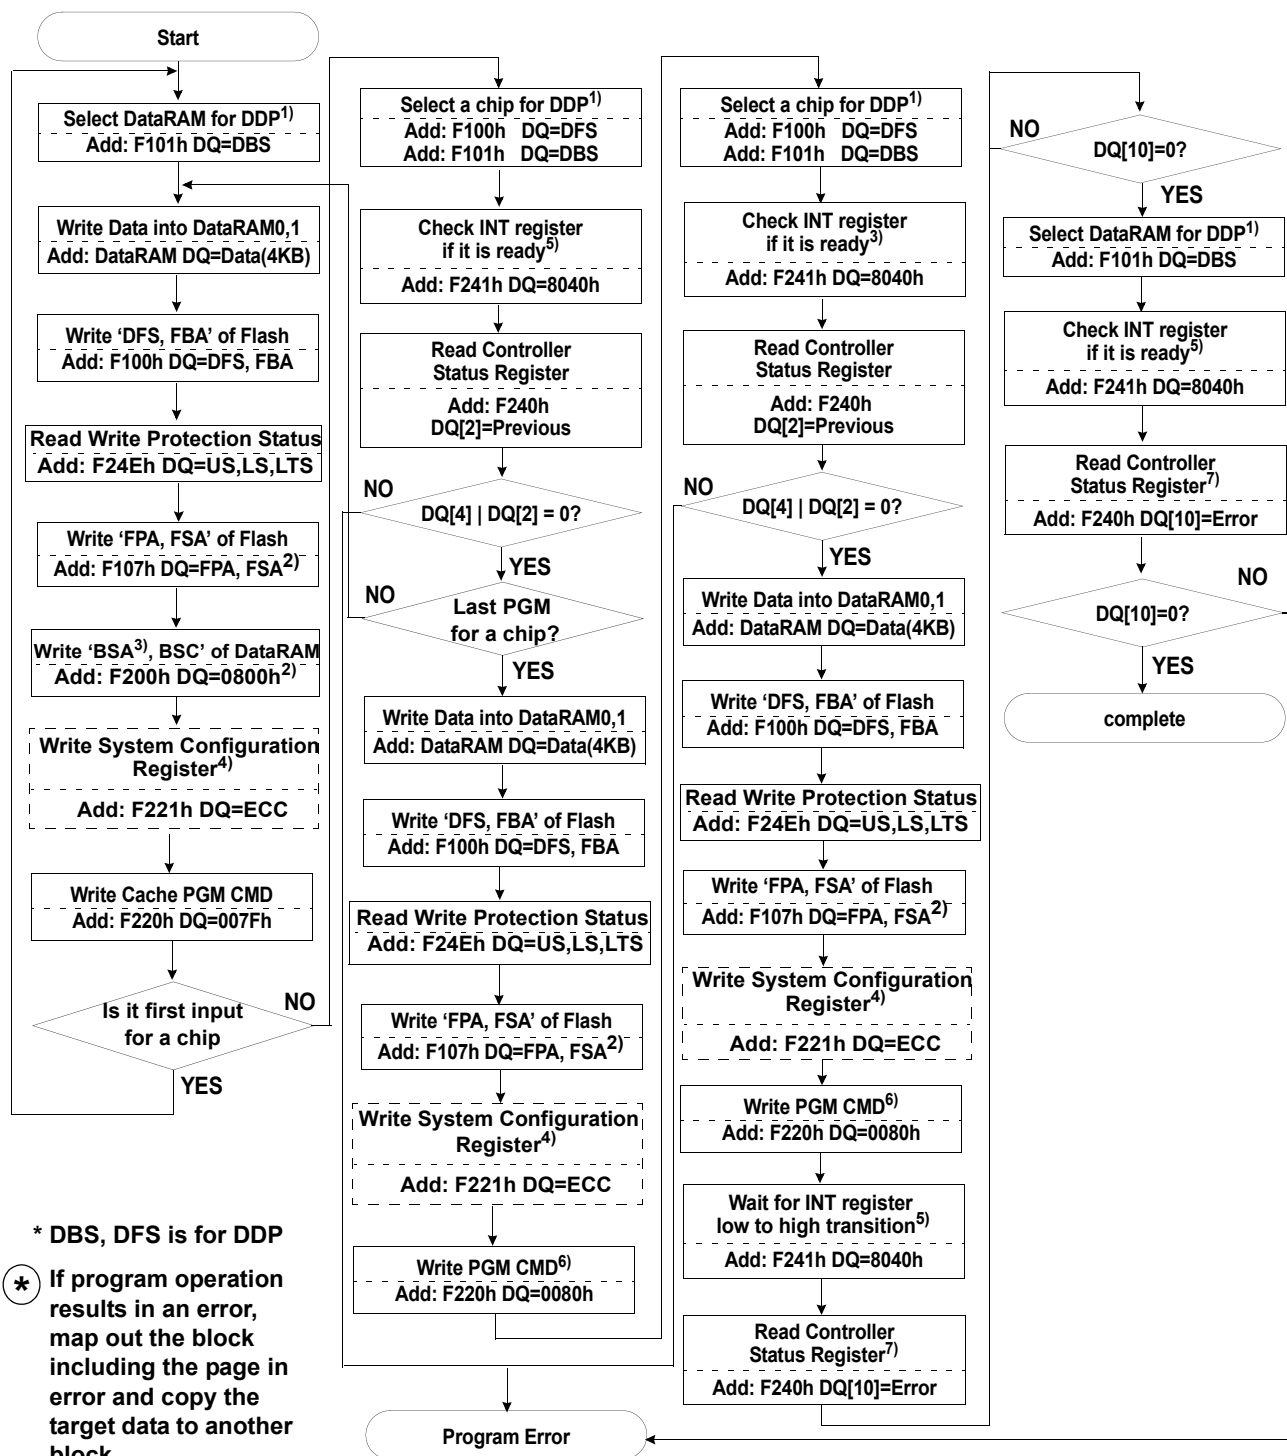 Start
Select DataRAM for DDP1)
Add: F101h DQ=DBS
Write Data into DataRAM0,1
Add: DataRAM DQ=Data(4KB)
Write ‘DFS, FBA’ of Flash
Add: F100h DQ=DFS, FBA
Read Write Protection Status
Add: F24Eh DQ=US,LS,LTS
Write ‘FPA, FSA’ of Flash
Add: F107h DQ=FPA, FSA2)
Write ‘BSA3), BSC’ of DataRAM
Add: F200h DQ=0800h2)
Write System Configuration
Register4)
Add: F221h DQ=ECC
Write Cache PGM CMD
Add: F220h DQ=007Fh
Is it first input
for a chip
NO
YES
* DBS, DFS is for DDP
* If program operation
results in an error,
map out the block
including the page in
error and copy the
target data to another
block.
Select a chip for DDP1)
Add: F100h DQ=DFS
Add: F101h DQ=DBS
Check INT register
if it is ready5)
Add: F241h DQ=8040h
Read Controller
Status Register
Add: F240h
DQ[2]=Previous
NO
DQ[4] | DQ[2] = 0?
YES
NO
Last PGM
for a chip?
YES
Write Data into DataRAM0,1
Add: DataRAM DQ=Data(4KB)
Write ‘DFS, FBA’ of Flash
Add: F100h DQ=DFS, FBA
Read Write Protection Status
Add: F24Eh DQ=US,LS,LTS
Write ‘FPA, FSA’ of Flash
Add: F107h DQ=FPA, FSA2)
Write System Configuration
Register4)
Add: F221h DQ=ECC
Write PGM CMD6)
Add: F220h DQ=0080h
Program Error
Select a chip for DDP1)
Add: F100h DQ=DFS
Add: F101h DQ=DBS
Check INT register
if it is ready3)
Add: F241h DQ=8040h
Read Controller
Status Register
Add: F240h
DQ[2]=Previous
NO
DQ[4] | DQ[2] = 0?
YES
Write Data into DataRAM0,1
Add: DataRAM DQ=Data(4KB)
Write ‘DFS, FBA’ of Flash
Add: F100h DQ=DFS, FBA
Read Write Protection Status
Add: F24Eh DQ=US,LS,LTS
Write ‘FPA, FSA’ of Flash
Add: F107h DQ=FPA, FSA2)
Write System Configuration
Register4)
Add: F221h DQ=ECC
Write PGM CMD6)
Add: F220h DQ=0080h
Wait for INT register
low to high transition5)
Add: F241h DQ=8040h
Read Controller
Status Register7)
Add: F240h DQ[10]=Error
NO
DQ[10]=0?
YES
Select DataRAM for DDP1)
Add: F101h DQ=DBS
Check INT register
if it is ready5)
Add: F241h DQ=8040h
Read Controller
Status Register7)
Add: F240h DQ[10]=Error
NO
DQ[10]=0?
YES
complete